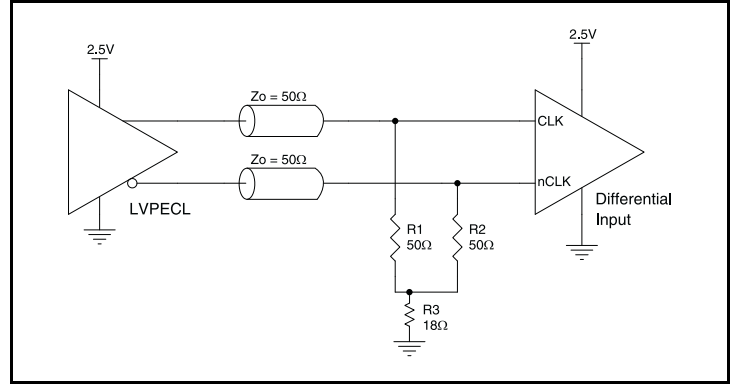 2.5V
2.5V
Zo = 50Ω
CLK
Zo = 50Ω
nCLK
LVPECL
Differential
Input
R1
50Ω
R2
50Ω
R3
18Ω